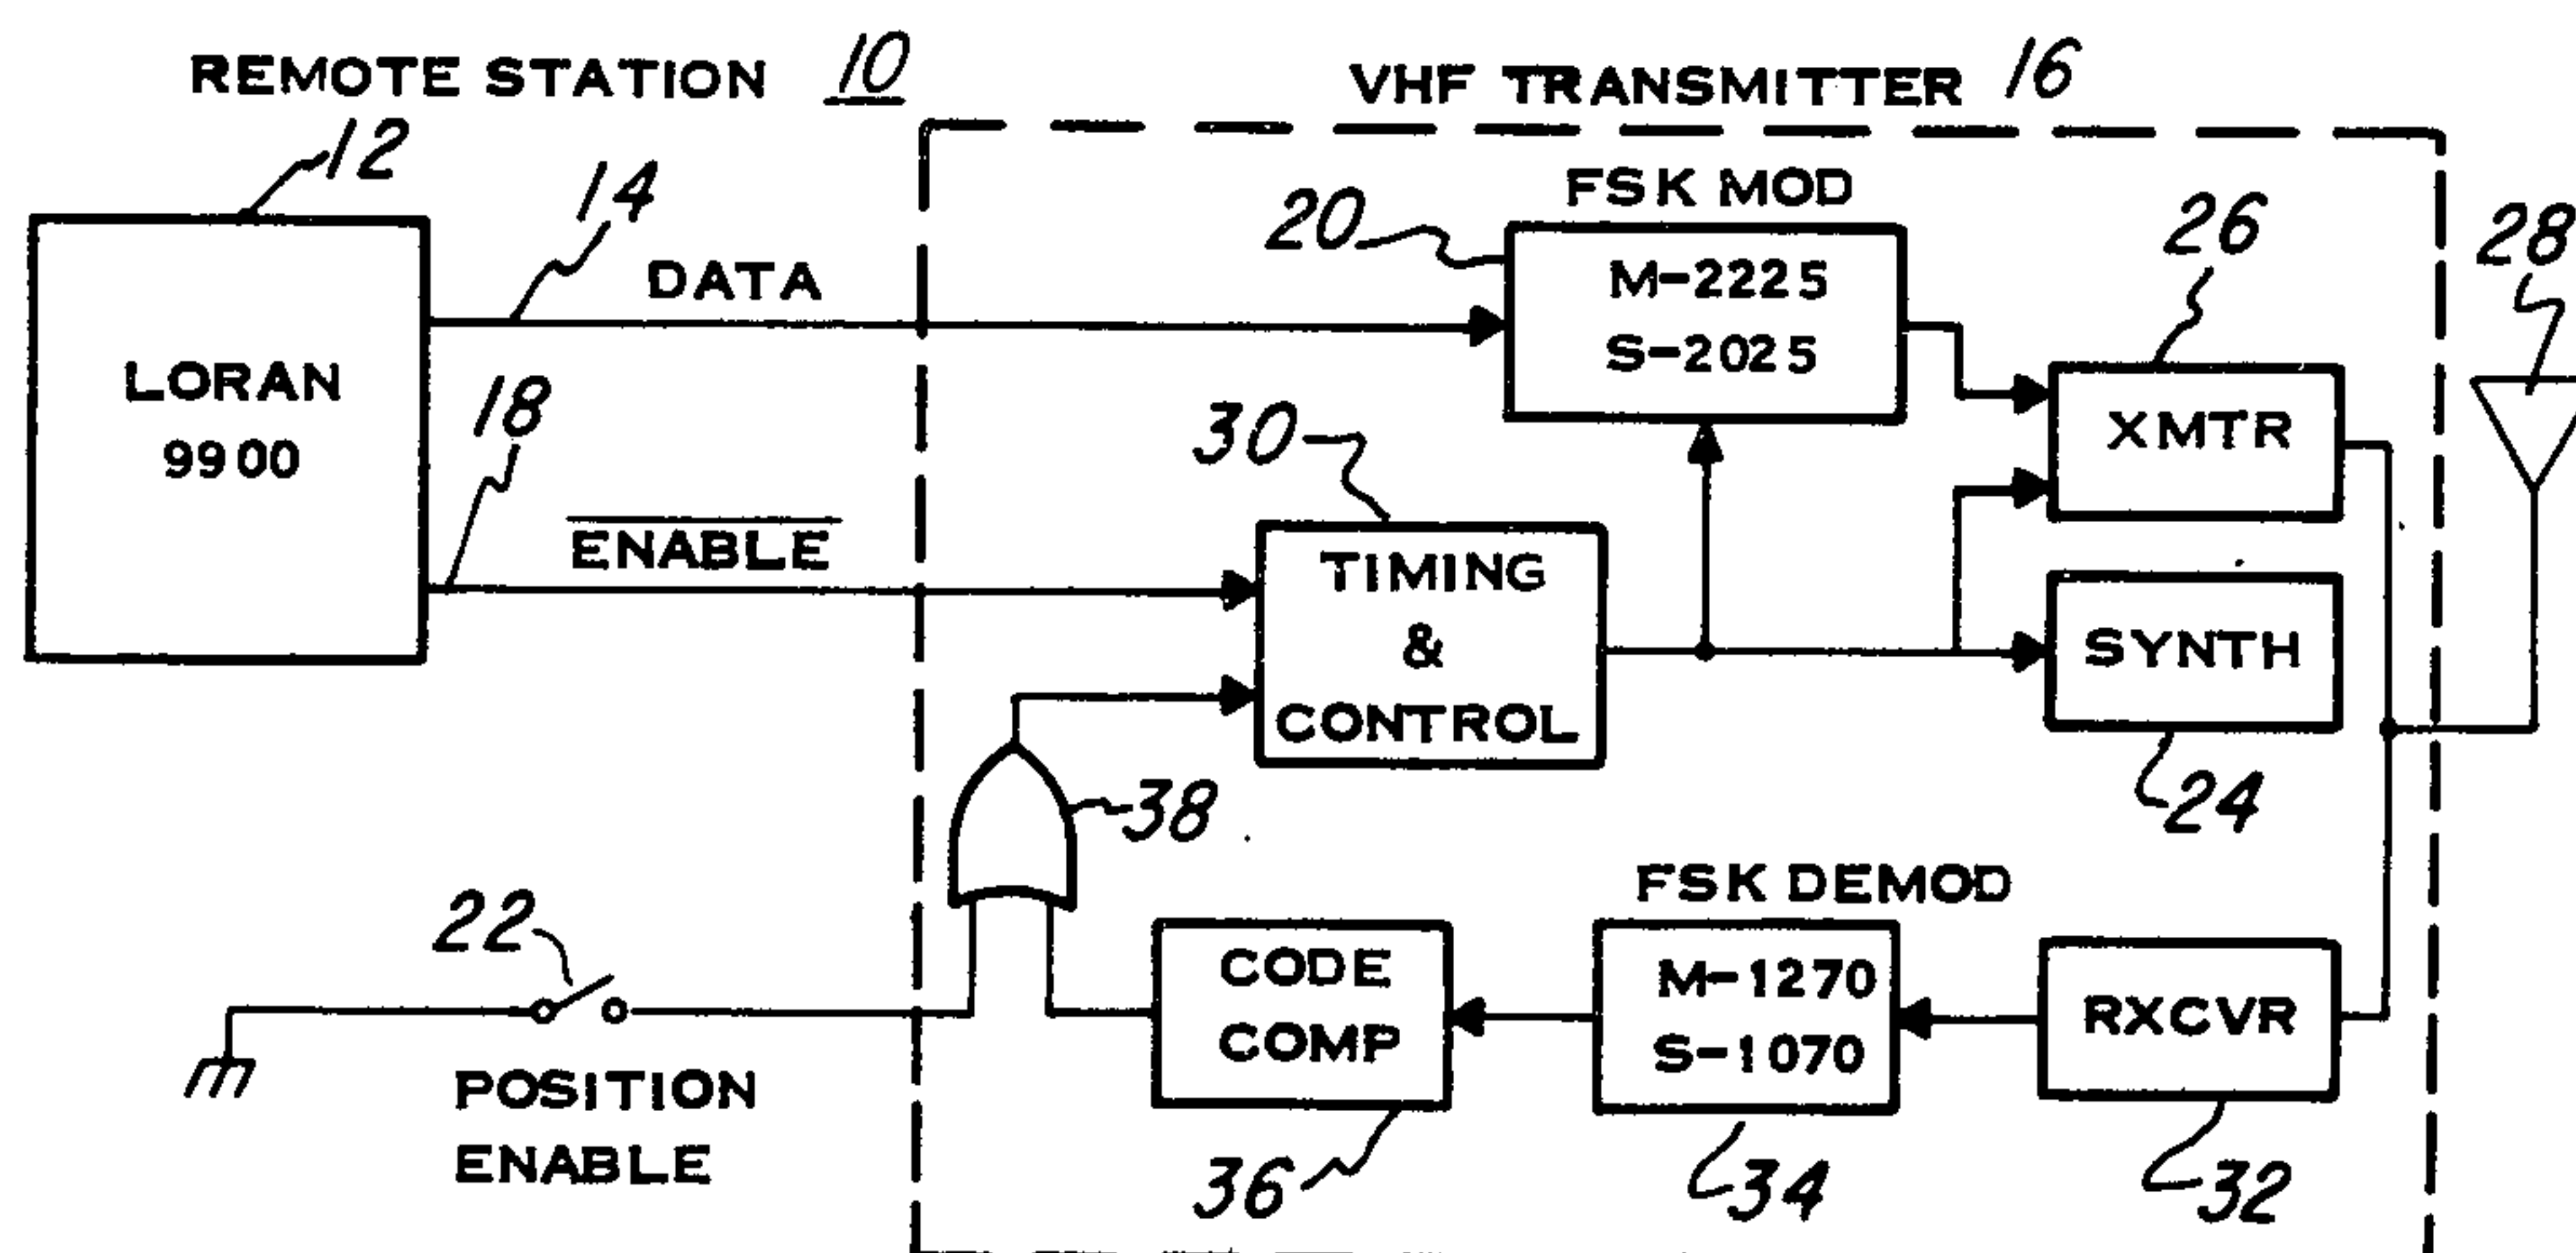 REMOTE STATION 10
VHF TRANSMITTER 16
12
14
FSK MOD
20
26
28
DATA
M-2225
S-2025
LORAN
9900
18
30
XMTR
ENABLE
TIMING
&
CONTROL
SYNTH
38
24
FSK DEMOD
22
CODE
COMP
M-1270
S-1070
RXCVR
POSITION
ENABLE
36
34
32